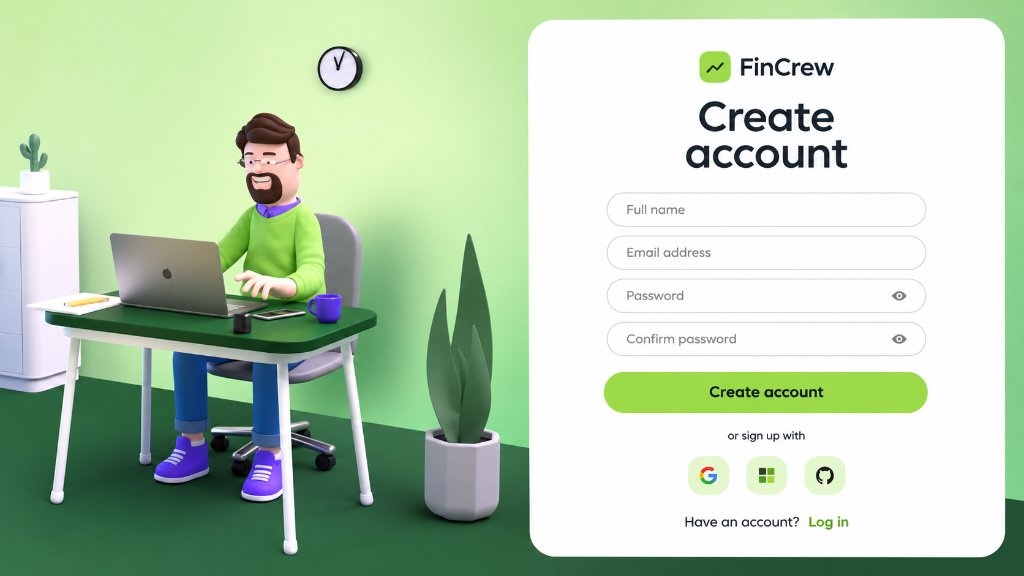 FinCrew
Create
account
Full name
Email address
Password
Confirm password
Create account
or sign up with
Have an account? Log in